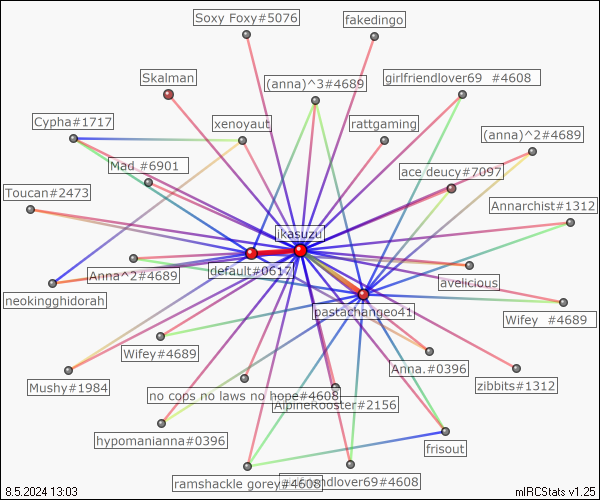 Soxy Foxy#5076
fakedingo
Skalman
(anna)^3#4689
girlfriendlover69 #4608
Cypha#1717
xenoyaut
rattgaming
(anna)^2#4689
Mad #6901
ace deucy#7097
Toucan#2473
Annarchist#1312
ikasuzu
Anna^2#4689
default#0617
avelicious
neokingghidorah
pastachangeo41
Wifey #4689
Wifey#4689
Anna.#0396
Mushy#1984
zibbits#1312
no cops no laws no hope#4608
AlpineRooster#2156
hypomanianna#0396
frisout
ramshackle gorey#4608
girlfriendlover69#4608
8.5.2024 13:03
mIRCStats v1.25